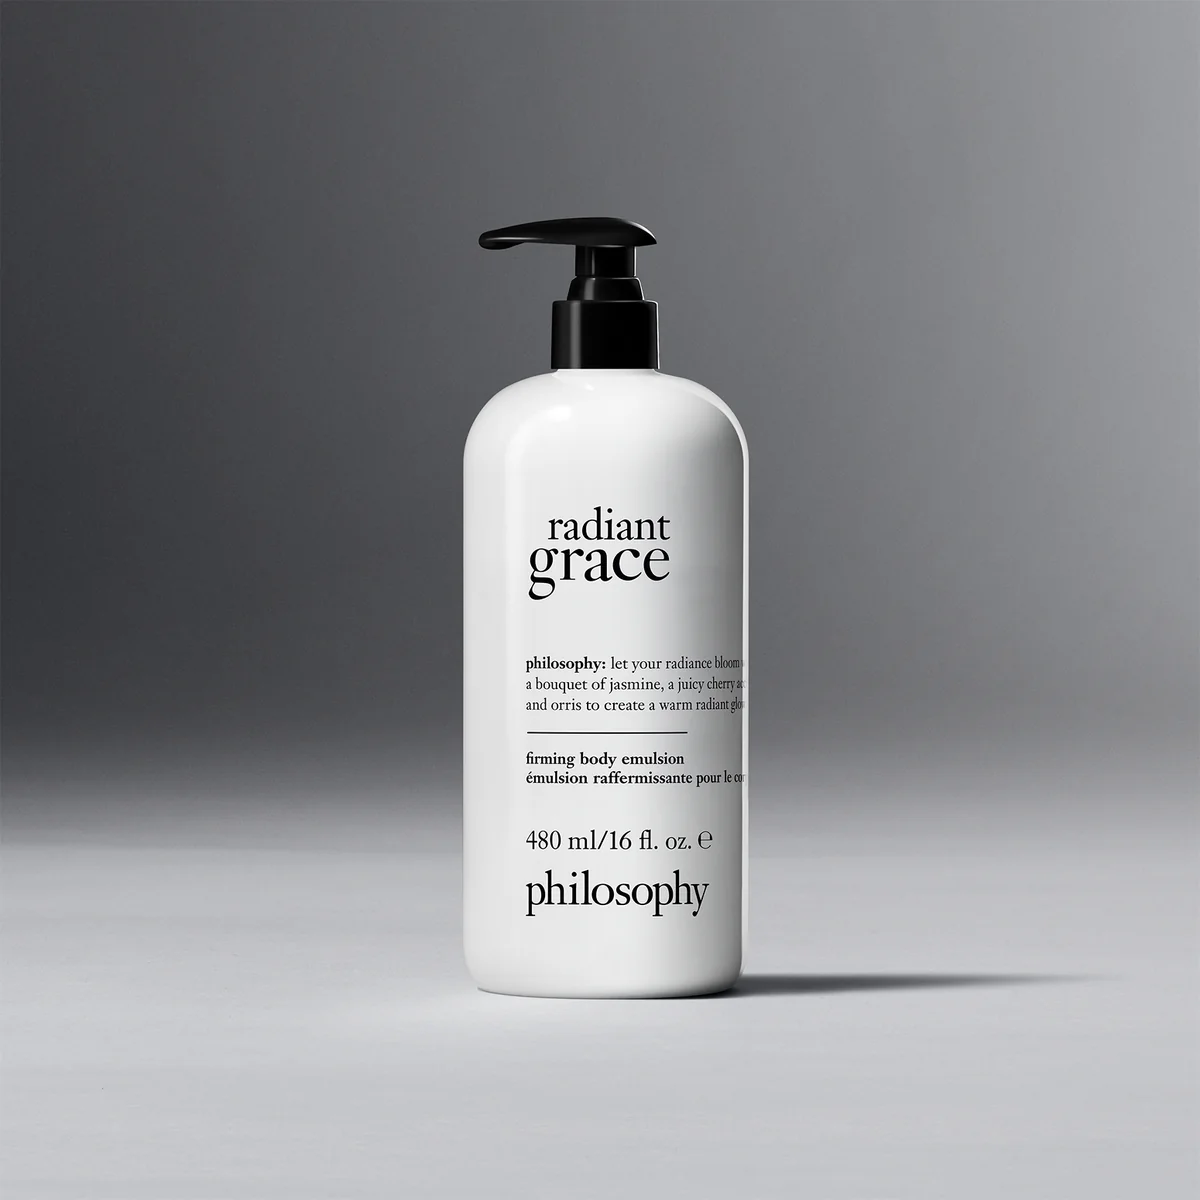 radiant
grace
philosophy: let your radiance bloom
a bouquet of jasmine, a juicy cherry
and orris to create a warm radiant
firming body emulsion
émulsion raffermissante pour le
480 ml/16 fl. oz. ℮
philosophy